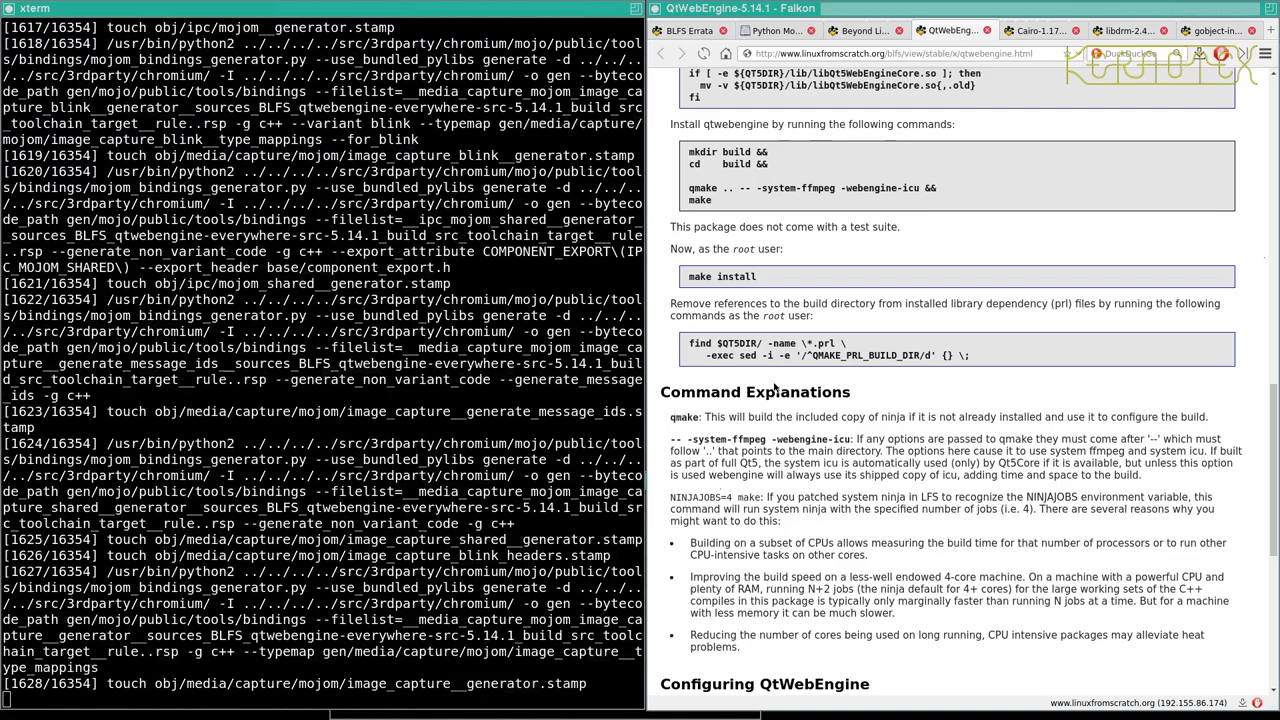 xterm
[1617/16354] touch obj/ipc/mojom__generator.stamp
[1618/16354] /usr/bin/python2 ../../../../src/3rdparty/chromium/mojo/public/tool
s/bindings/mojom_bindings_generator.py --use_bundled_pylibs generate -d ../../..
/../src/3rdparty/chromium/ -I ../../../../src/3rdparty/chromium/ -o gen --byteco
de_path gen/mojo/public/tools/bindings --filelist=__media_capture_mojom_image_ca
pture_blink__generator__sources_BLFS_qtwebengine-everywhere-src-5.14.1_build_src
_toolchain_target__rule..rsp -g c++ --variant blink --typemap gen/media/capture/
mojom/image_capture_blink__type_mappings --for_blink
[1619/16354] touch obj/media/capture/mojom/image_capture_blink__generator.stamp
[1620/16354] /usr/bin/python2 ../../../../src/3rdparty/chromium/mojo/public/tool
s/bindings/mojom_bindings_generator.py --use_bundled_pylibs generate -d ../../..
/../src/3rdparty/chromium/ -I ../../../../src/3rdparty/chromium/ -o gen --byteco
de_path gen/mojo/public/tools/bindings --filelist=__ipc_mojom_shared__generator_
_sources_BLFS_qtwebengine-everywhere-src-5.14.1_build_src_toolchain_target__rule
..rsp --generate_non_variant_code -g c++ --export_attribute COMPONENT_EXPORT\(IP
C_MOJOM_SHARED\) --export_header base/component_export.h
[1621/16354] touch obj/ipc/mojom_shared__generator.stamp
[1622/16354] /usr/bin/python2 ../../../../src/3rdparty/chromium/mojo/public/tool
s/bindings/mojom_bindings_generator.py --use_bundled_pylibs generate -d ../../..
/../src/3rdparty/chromium/ -I ../../../../src/3rdparty/chromium/ -o gen --byteco
de_path gen/mojo/public/tools/bindings --filelist=__media_capture_mojom_image_ca
pture__generate_message_ids__sources_BLFS_qtwebengine-everywhere-src-5.14.1_buil
d_src_toolchain_target__rule..rsp --generate_non_variant_code --generate_message
_ids -g c++
[1623/16354] touch obj/media/capture/mojom/image_capture__generate_message_ids.s
tamp
[1624/16354] /usr/bin/python2 ../../../../src/3rdparty/chromium/mojo/public/tool
s/bindings/mojom_bindings_generator.py --use_bundled_pylibs generate -d ../../..
/../src/3rdparty/chromium/ -I ../../../../src/3rdparty/chromium/ -o gen --byteco
de_path gen/mojo/public/tools/bindings --filelist=__media_capture_mojom_image_ca
pture_shared__generator__sources_BLFS_qtwebengine-everywhere-src-5.14.1_build_sr
c_toolchain_target__rule..rsp --generate_non_variant_code -g c++
[1625/16354] touch obj/media/capture/mojom/image_capture_shared__generator.stamp
[1626/16354] touch obj/media/capture/mojom/image_capture_blink_headers.stamp
[1627/16354] /usr/bin/python2 ../../../../src/3rdparty/chromium/mojo/public/tool
s/bindings/mojom_bindings_generator.py --use_bundled_pylibs generate -d ../../..
/../src/3rdparty/chromium/ -I ../../../../src/3rdparty/chromium/ -o gen --byteco
de_path gen/mojo/public/tools/bindings --filelist=__media_capture_mojom_image_ca
pture__generator__sources_BLFS_qtwebengine-everywhere-src-5.14.1_build_src_toolc
hain_target__rule..rsp -g c++ --typemap gen/media/capture/mojom/image_capture__t
ype_mappings
[1628/16354] touch obj/media/capture/mojom/image_capture__generator.stamp
QtWebEngine-5.14.1 - Falkon
BLFS Errata
Python Mo...
Beyond Li...
QtWebEng...
Cairo-1.17...
libdrm-2.4...
gobject-in...
http://www.linuxfromscratch.org/blfs/view/stable/x/qtwebengine.html
DuckDuckGo
if [ -e ${QT5DIR}/lib/libQt5WebEngineCore.so ]; then
mv -v ${QT5DIR}/lib/libQt5WebEngineCore.so{,.old}
fi
Install qtwebengine by running the following commands:
mkdir build &&
cd    build &&
qmake .. -- -system-ffmpeg -webengine-icu &&
make
This package does not come with a test suite.
Now, as the root user:
make install
Remove references to the build directory from installed library dependency (prl) files by running the following
commands as the root user:
find $QT5DIR/ -name \*.prl \
-exec sed -i -e '/^QMAKE_PRL_BUILD_DIR/d' {} \;
Command Explanations
qmake: This will build the included copy of ninja if it is not already installed and use it to configure the build.
-- -system-ffmpeg -webengine-icu: If any options are passed to qmake they must come after '--' which must
follow '..' that points to the main directory. The options here cause it to use system ffmpeg and system icu. If built
as part of full Qt5, the system icu is automatically used (only) by Qt5Core if it is available, but unless this option
is used webengine will always use its shipped copy of icu, adding time and space to the build.
NINJAJOBS=4 make: If you patched system ninja in LFS to recognize the NINJAJOBS environment variable, this
command will run system ninja with the specified number of jobs (i.e. 4). There are several reasons why you
might want to do this:
• Building on a subset of CPUs allows measuring the build time for that number of processors or to run other
CPU-intensive tasks on other cores.
• Improving the build speed on a less-well endowed 4-core machine. On a machine with a powerful CPU and
plenty of RAM, running N+2 jobs (the ninja default for 4+ cores) for the large working sets of the C++
compiles in this package is typically only marginally faster than running N jobs at a time. But for a machine
with less memory it can be much slower.
• Reducing the number of cores being used on long running, CPU intensive packages may alleviate heat
problems.
Configuring QtWebEngine
www.linuxfromscratch.org (192.155.86.174)